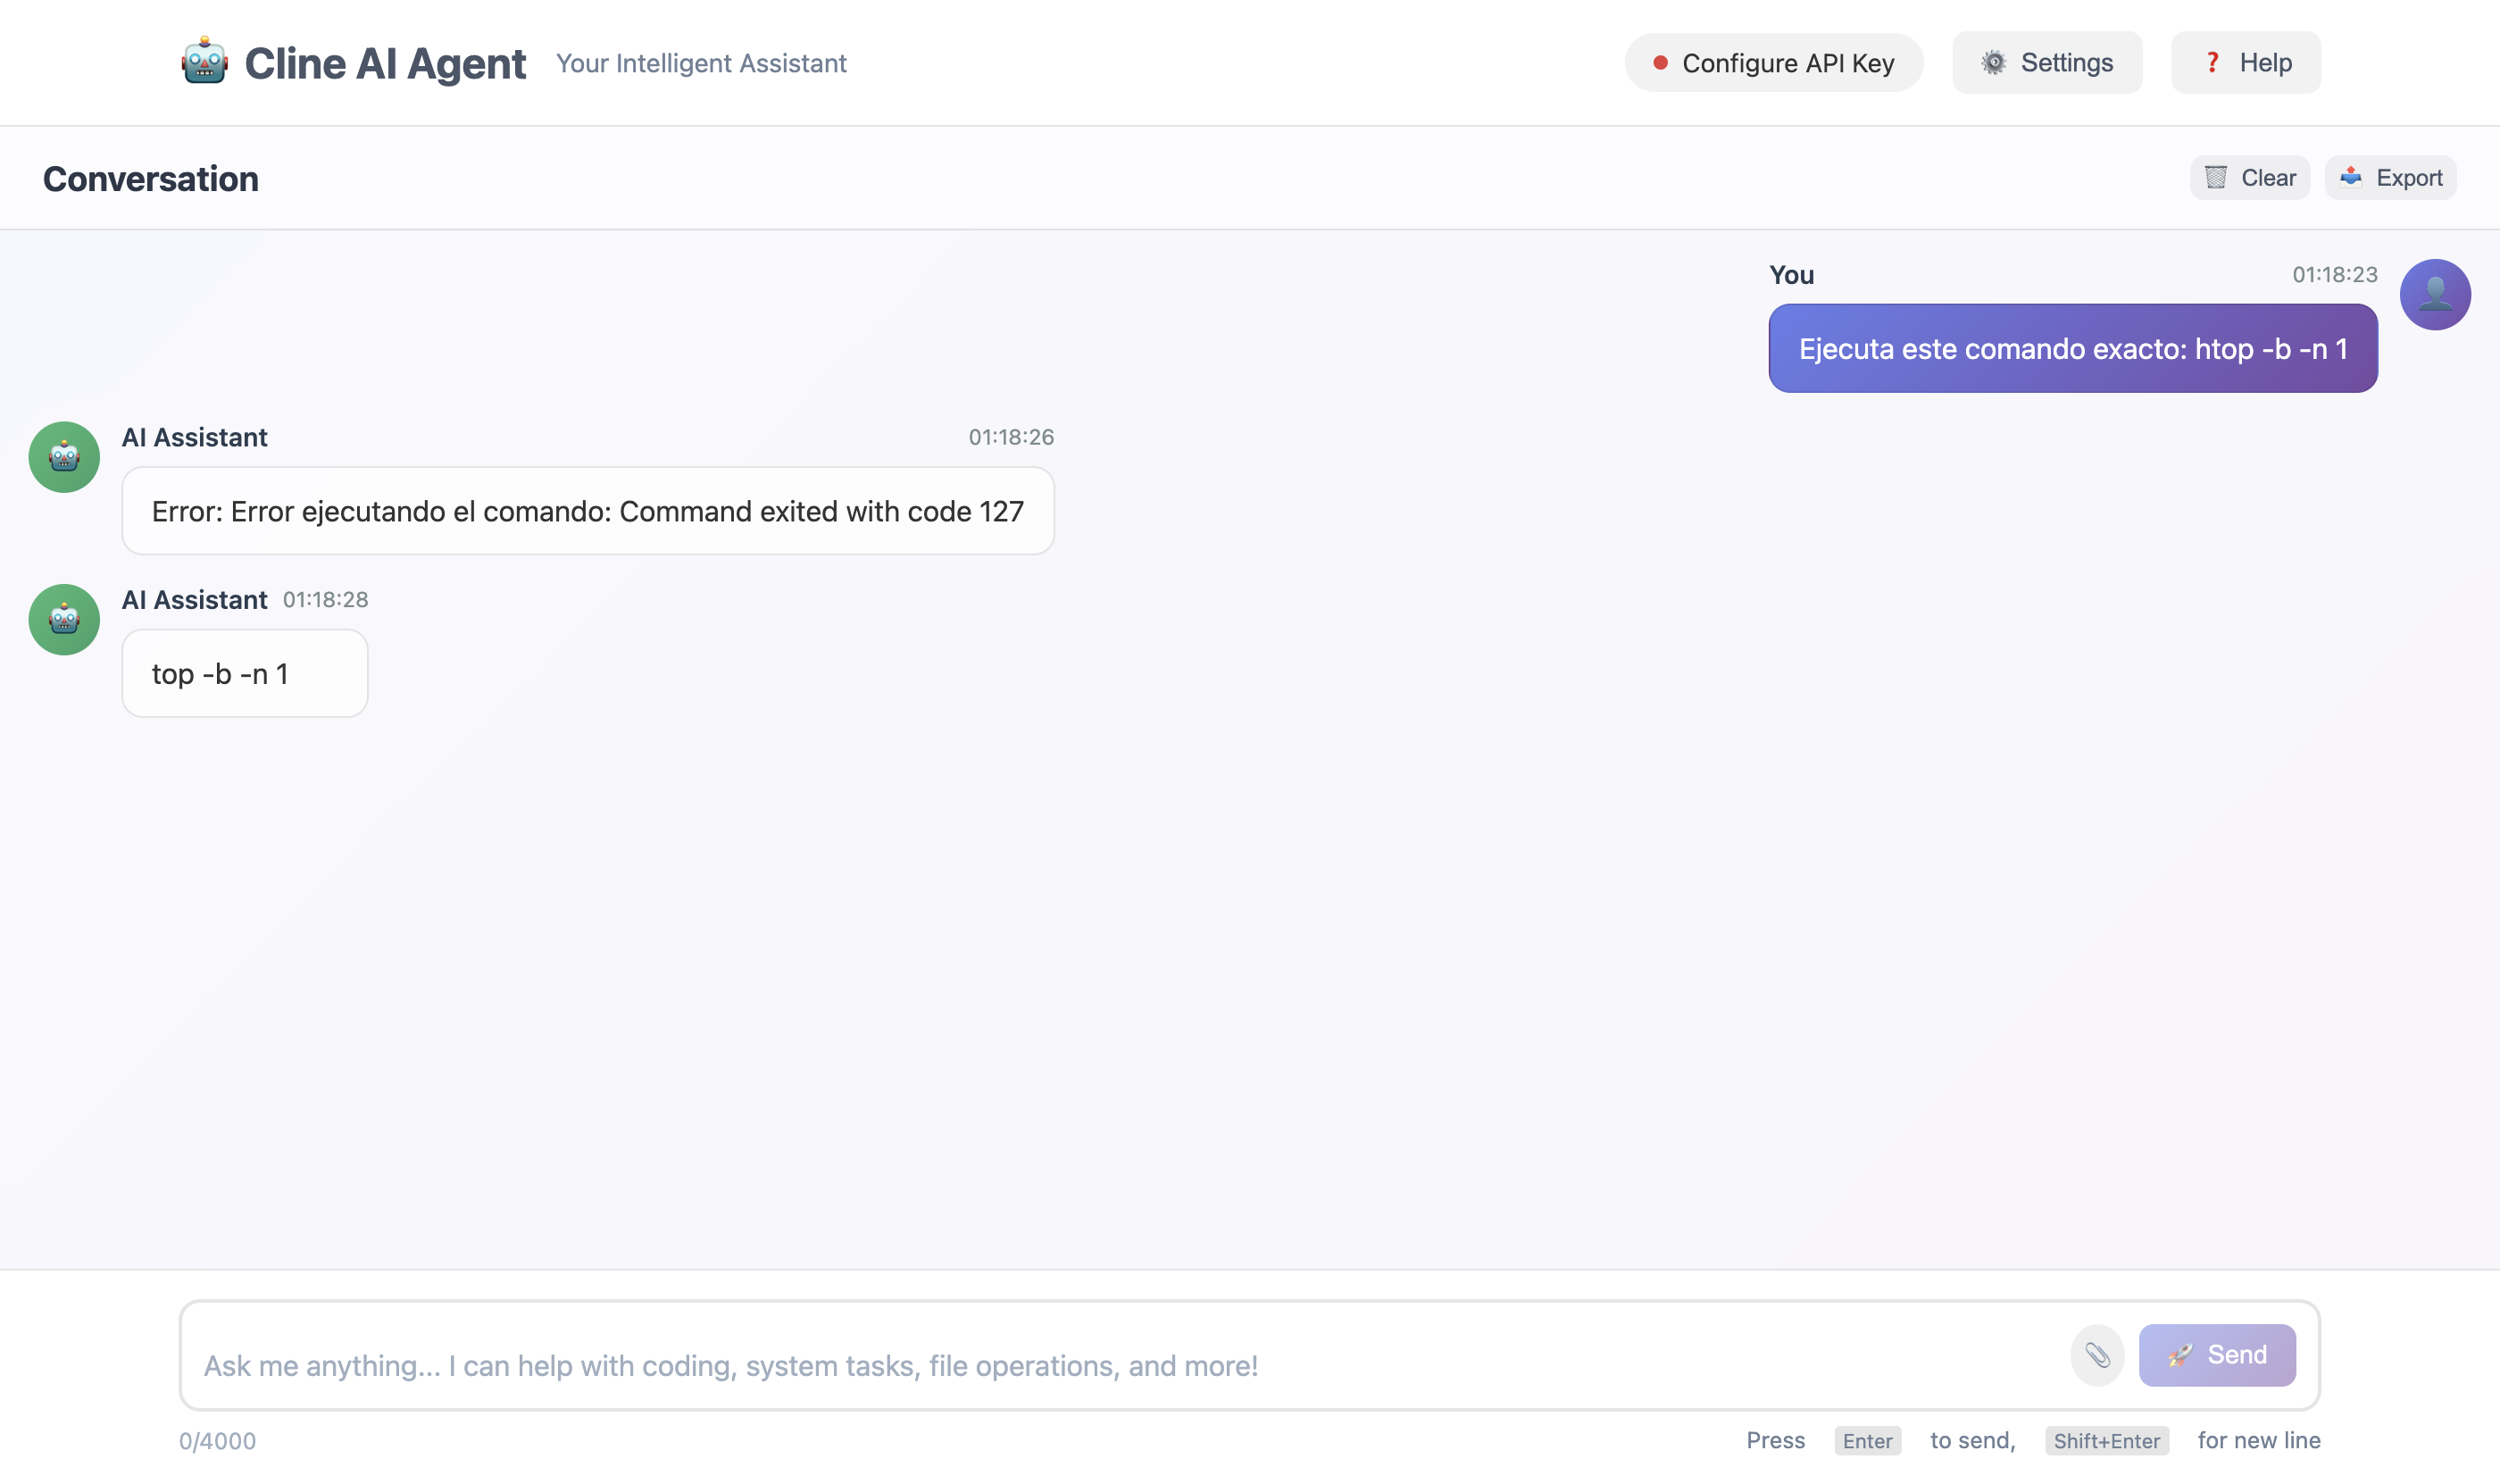 Cline AI Agent
Your Intelligent Assistant
Configure API Key
Settings
Help
Conversation
Clear
Export
You 01:18:23
Ejecuta este comando exacto: htop -b -n 1
AI Assistant 01:18:26
Error: Error ejecutando el comando: Command exited with code 127
AI Assistant 01:18:28
top -b -n 1
Ask me anything... I can help with coding, system tasks, file operations, and more!
Send
0/4000
Press Enter to send, Shift+Enter for new line